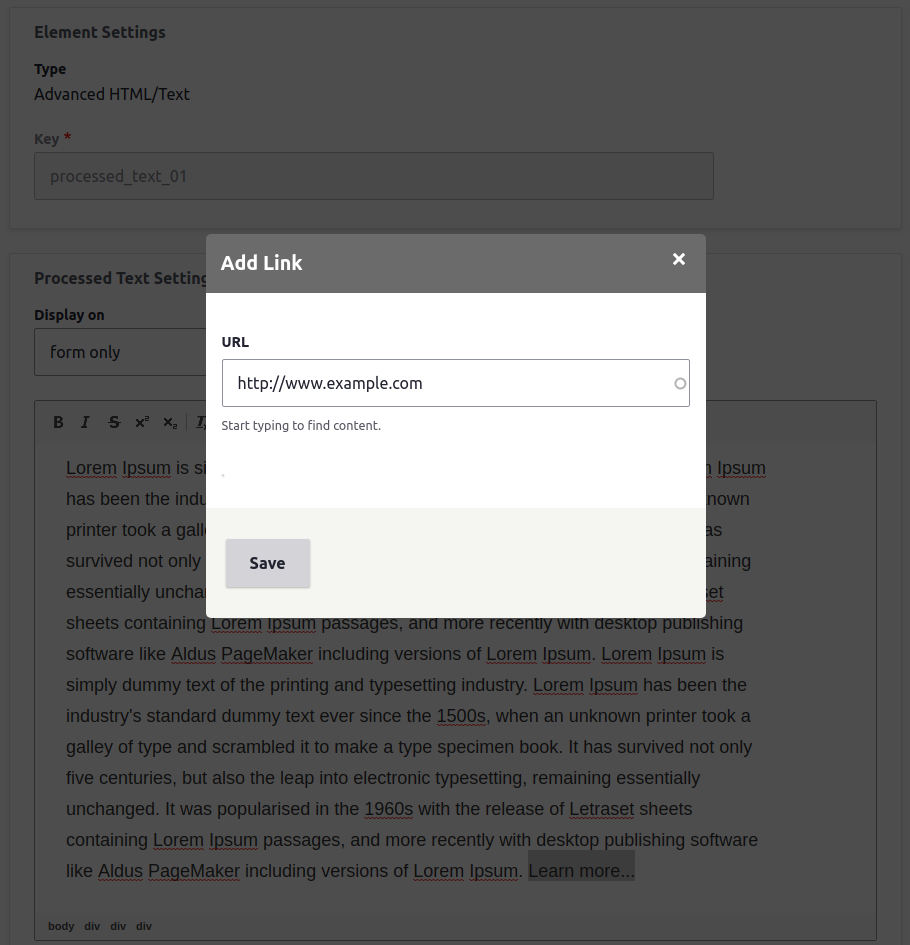 Element Settings
Type
Advanced HTML/Text
Key *
processed_text_01
Add Link
×
Processed Text Setting
Display on
form only
URL
http://www.example.com
Start typing to find content.
Save
B I S x² x₂
Lorem Ipsum is si Ipsum
has been the indu nown
printer took a gall as
survived not only aining
essentially unchan set
sheets containing Lorem Ipsum passages, and more recently with desktop publishing
software like Aldus PageMaker including versions of Lorem Ipsum. Lorem Ipsum is
simply dummy text of the printing and typesetting industry. Lorem Ipsum has been the
industry's standard dummy text ever since the 1500s, when an unknown printer took a
galley of type and scrambled it to make a type specimen book. It has survived not only
five centuries, but also the leap into electronic typesetting, remaining essentially
unchanged. It was popularised in the 1960s with the release of Letraset sheets
containing Lorem Ipsum passages, and more recently with desktop publishing software
like Aldus PageMaker including versions of Lorem Ipsum. Learn more...
body div div div